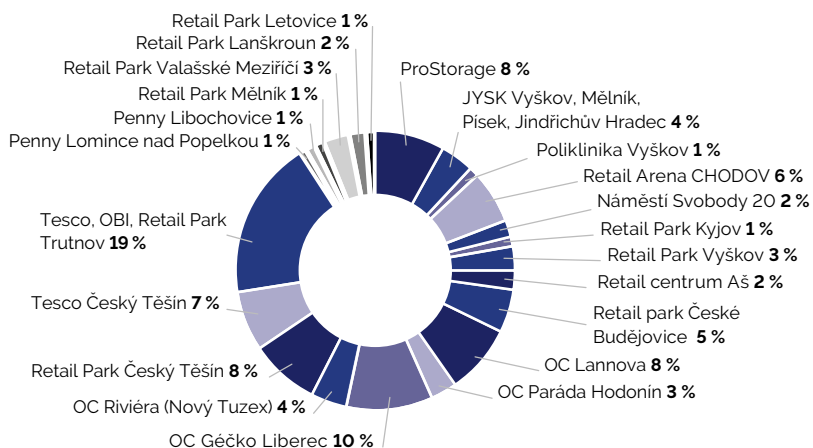 Retail Park Letovice 1 %
Retail Park Lanškroun 2 %
Retail Park Valašské Meziříčí 3 %
Retail Park Mělník 1 %
Penny Libochovice 1 %
Penny Lomince nad Popelkou 1 %
Tesco, OBI, Retail Park
Trutnov 19 %
Tesco Český Těšín 7 %
Retail Park Český Těšín 8 %
OC Riviéra (Nový Tuzex) 4 %
OC Géčko Liberec 10 %
ProStorage 8 %
JYSK Vyškov, Mělník,
Písek, Jindřichův Hradec 4 %
Poliklinika Vyškov 1 %
Retail Arena CHODOV 6 %
Náměstí Svobody 20 2 %
Retail Park Kyjov 1 %
Retail Park Vyškov 3 %
Retail centrum Aš 2 %
Retail park České
Budějovice 5 %
OC Lannova 8 %
OC Paráda Hodonín 3 %